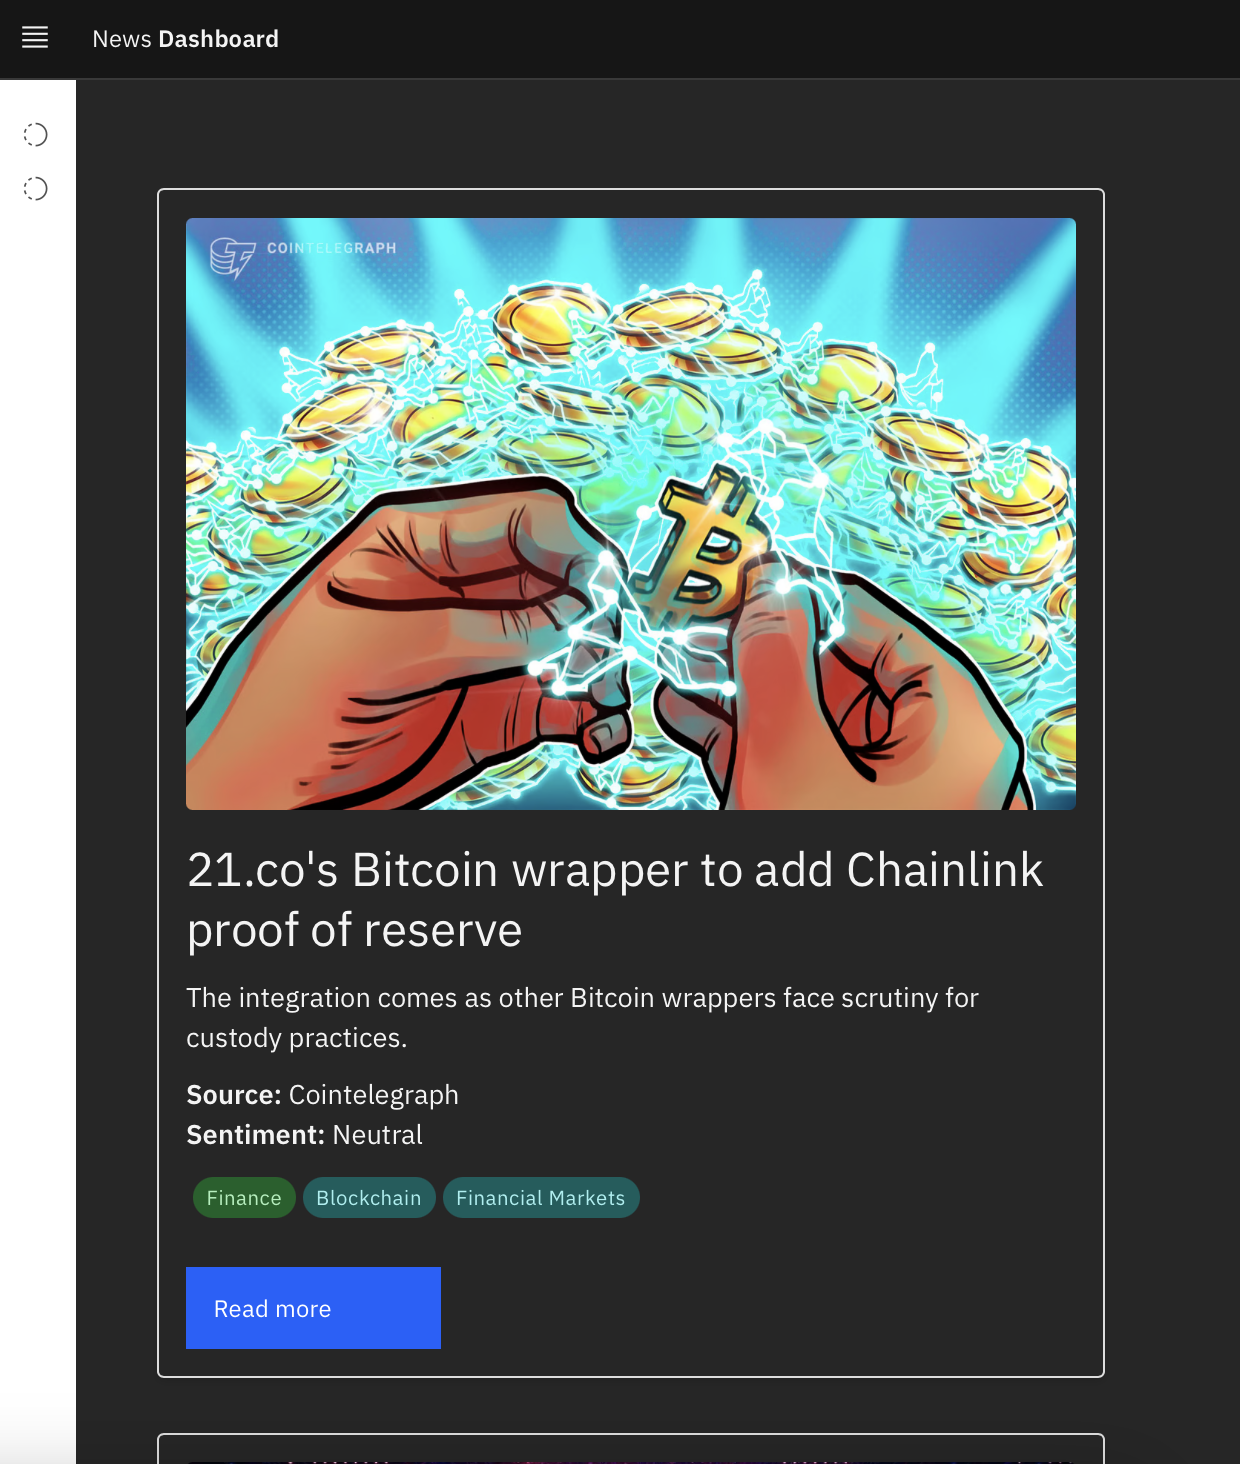 News Dashboard
COINTELEGRAPH
21.co's Bitcoin wrapper to add Chainlink
proof of reserve
The integration comes as other Bitcoin wrappers face scrutiny for
custody practices.
Source: Cointelegraph
Sentiment: Neutral
Finance Blockchain Financial Markets
Read more